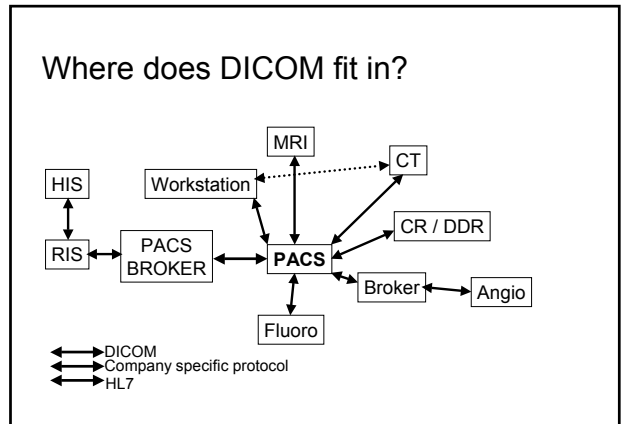 Where does DICOM fit in?
MRI
CT
HIS
Workstation
CR / DDR
RIS
PACS
BROKER
PACS
Broker
Angio
Fluoro
DICOM
Company specific protocol
HL7